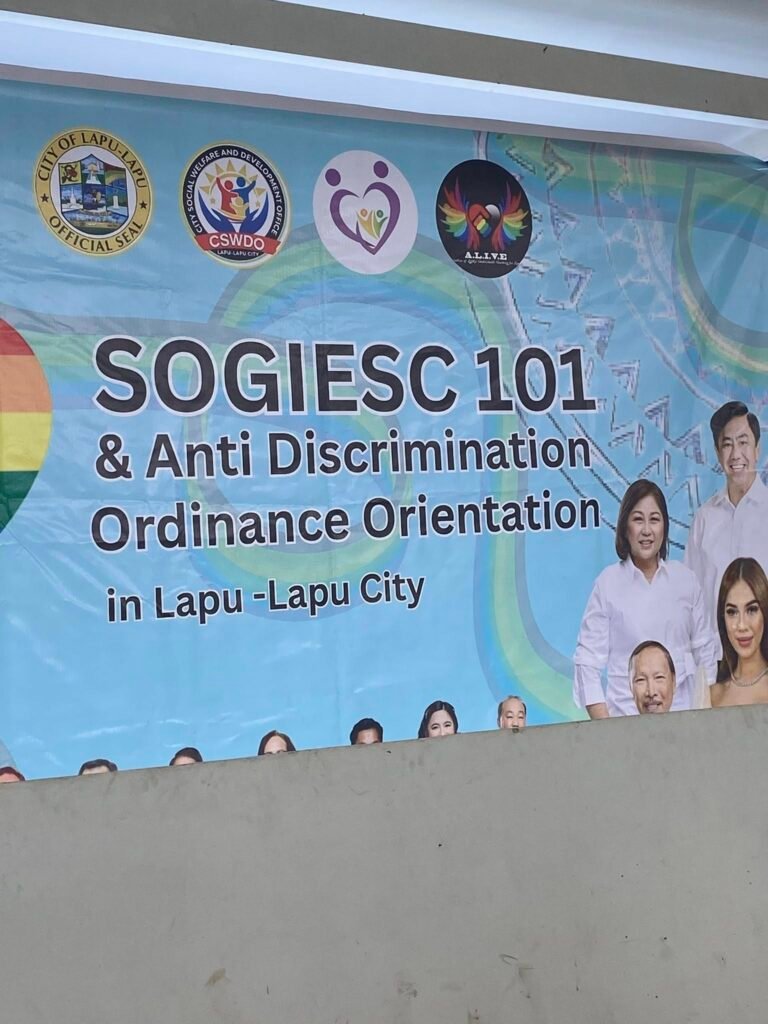 CITY OF LAPU-LAPU
OFFICIAL SEAL
CITY SOCIAL WELFARE AND DEVELOPMENT OFFICE
CSWDO
LAPU-LAPU CITY
A.L.I.V.E
SOGIESC 101
& Anti Discrimination
Ordinance Orientation
in Lapu -Lapu City